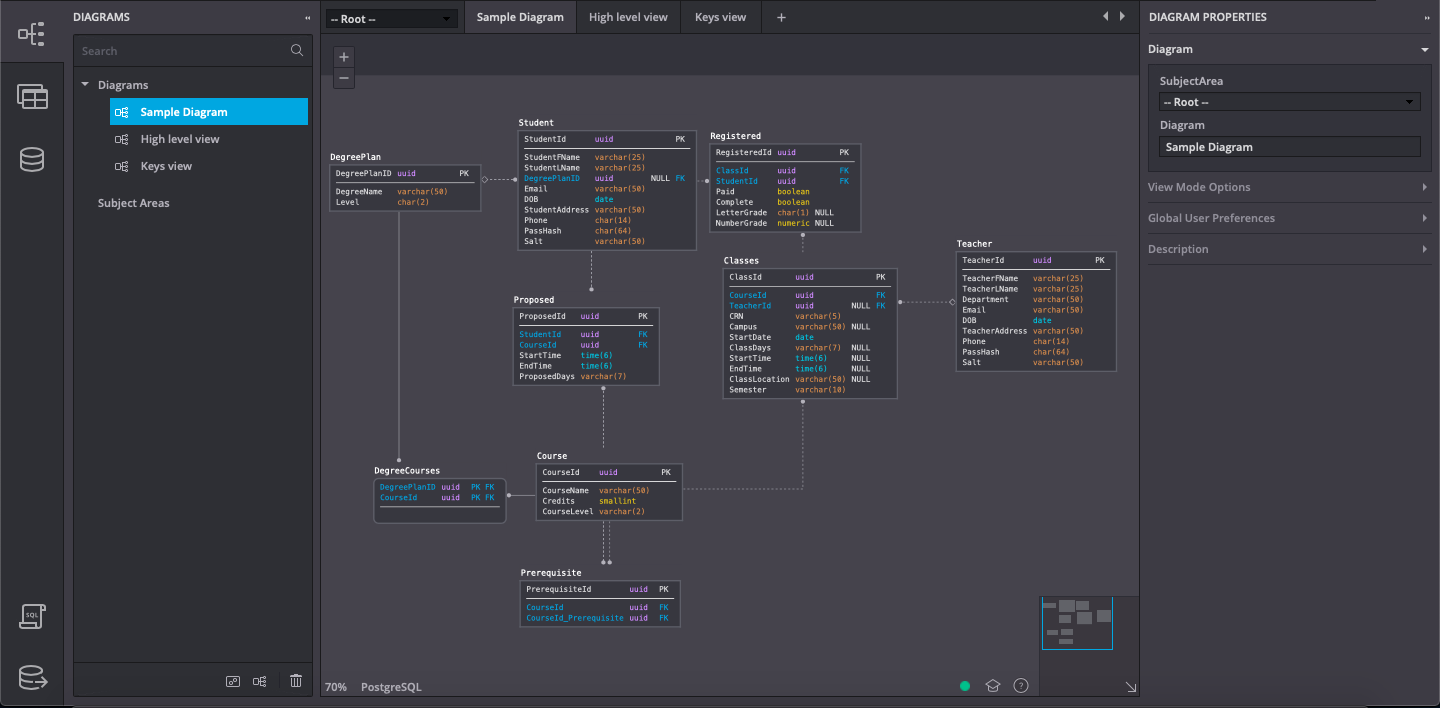 DIAGRAMS
«
Search
Diagrams
Sample Diagram
High level view
Keys view
Subject Areas
-- Root --
Sample Diagram
High level view
Keys view
+
+
−
DegreePlan
DegreePlanID uuid PK
DegreeName varchar(50)
Level char(2)
Student
StudentId uuid PK
StudentFName varchar(25)
StudentLName varchar(25)
DegreePlanID uuid NULL FK
Email varchar(50)
DOB date
StudentAddress varchar(50)
Phone char(14)
PassHash char(64)
Salt varchar(50)
Registered
RegisteredId uuid PK
ClassId uuid FK
StudentId uuid FK
Paid boolean
Complete boolean
LetterGrade char(1) NULL
NumberGrade numeric NULL
Classes
ClassId uuid PK
CourseId uuid FK
TeacherId uuid NULL FK
CRN varchar(5)
Campus varchar(50) NULL
StartDate date
ClassDays varchar(7) NULL
StartTime time(6) NULL
EndTime time(6) NULL
ClassLocation varchar(50) NULL
Semester varchar(10)
Teacher
TeacherId uuid PK
TeacherFName varchar(25)
TeacherLName varchar(25)
Department varchar(50)
Email varchar(50)
DOB date
TeacherAddress varchar(50)
Phone char(14)
PassHash char(64)
Salt varchar(50)
Proposed
ProposedId uuid PK
StudentId uuid FK
CourseId uuid FK
StartTime time(6)
EndTime time(6)
ProposedDays varchar(7)
DegreeCourses
DegreePlanID uuid PK FK
CourseId uuid PK FK
Course
CourseId uuid PK
CourseName varchar(50)
Credits smallint
CourseLevel varchar(2)
Prerequisite
PrerequisiteId uuid PK
CourseId uuid FK
CourseId_Prerequisite uuid FK
SQL
70% PostgreSQL
?
DIAGRAM PROPERTIES
»
Diagram
SubjectArea
-- Root --
Diagram
Sample Diagram
View Mode Options
Global User Preferences
Description